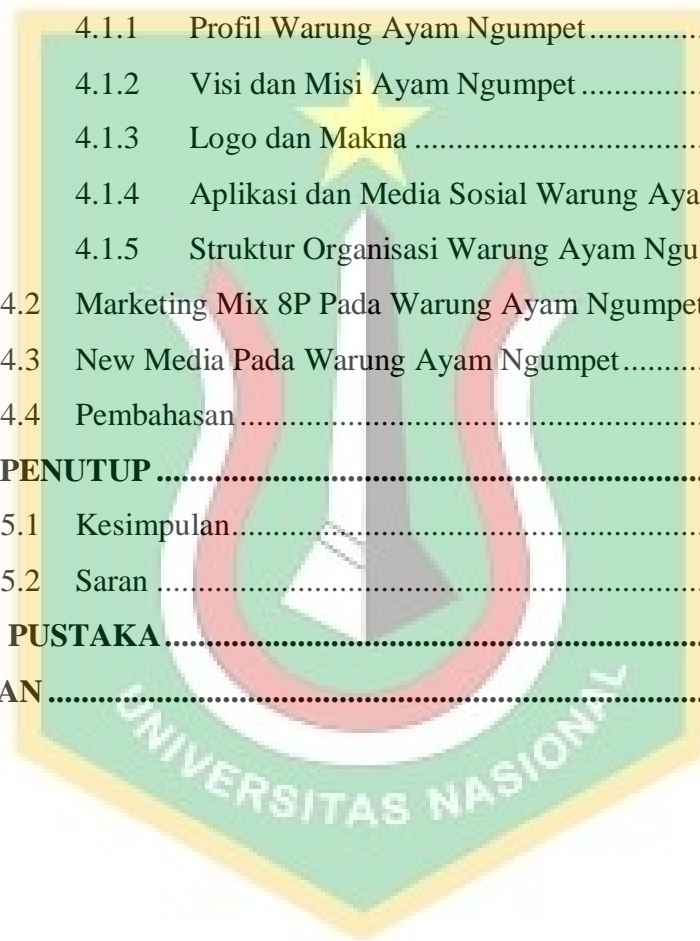 4.1.1 Profil Warung Ayam Ngumpet........................
4.1.2 Visi dan Misi Ayam Ngumpet........................
4.1.3 Logo dan Makna........................
4.1.4 Aplikasi dan Media Sosial Warung Aya
4.1.5 Struktur Organisasi Warung Ayam Ngu
4.2 Marketing Mix 8P Pada Warung Ayam Ngumpet
4.3 New Media Pada Warung Ayam Ngumpet........................
4.4 Pembahasan........................
PENUTUP........................
5.1 Kesimpulan........................
5.2 Saran........................
PUSTAKA........................
AN........................
UNIVERSITAS NASIONAL